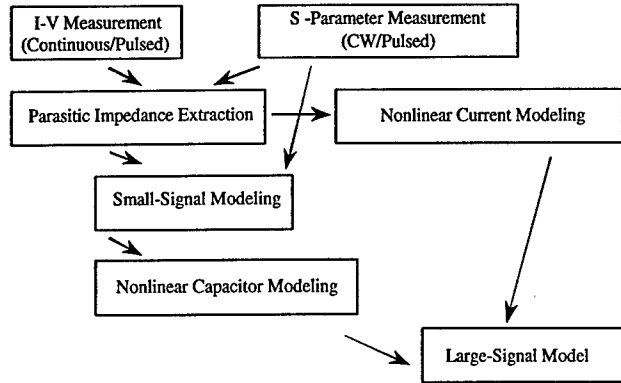 I-V Measurement
(Continuous/Pulsed)
S -Parameter Measurement
(CW/Pulsed)
Parasitic Impedance Extraction
Nonlinear Current Modeling
Small-Signal Modeling
Nonlinear Capacitor Modeling
Large-Signal Model